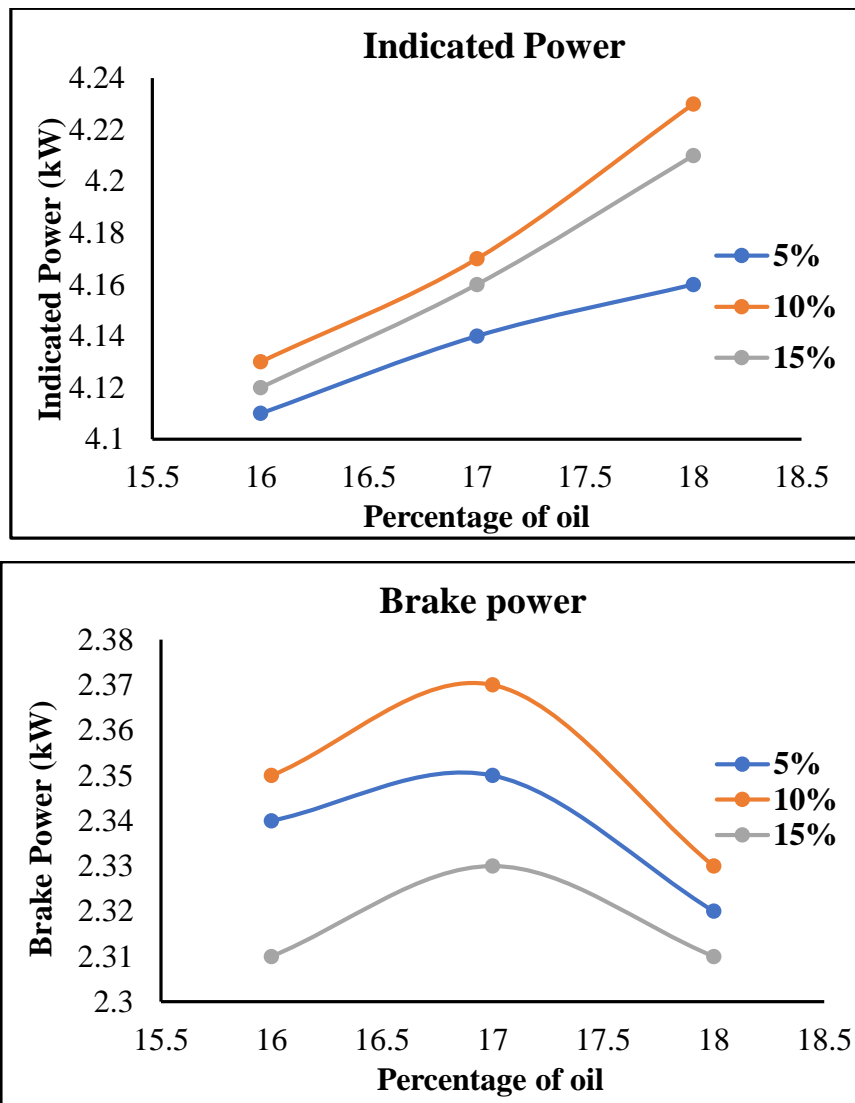 Indicated Power
Indicated Power (kW)
4.24
4.22
4.2
4.18
4.16
4.14
4.12
4.1
15.5 16 16.5 17 17.5 18 18.5
Percentage of oil
5%
10%
15%
Brake power
Brake Power (kW)
2.38
2.37
2.36
2.35
2.34
2.33
2.32
2.31
2.3
15.5 16 16.5 17 17.5 18 18.5
Percentage of oil
5%
10%
15%